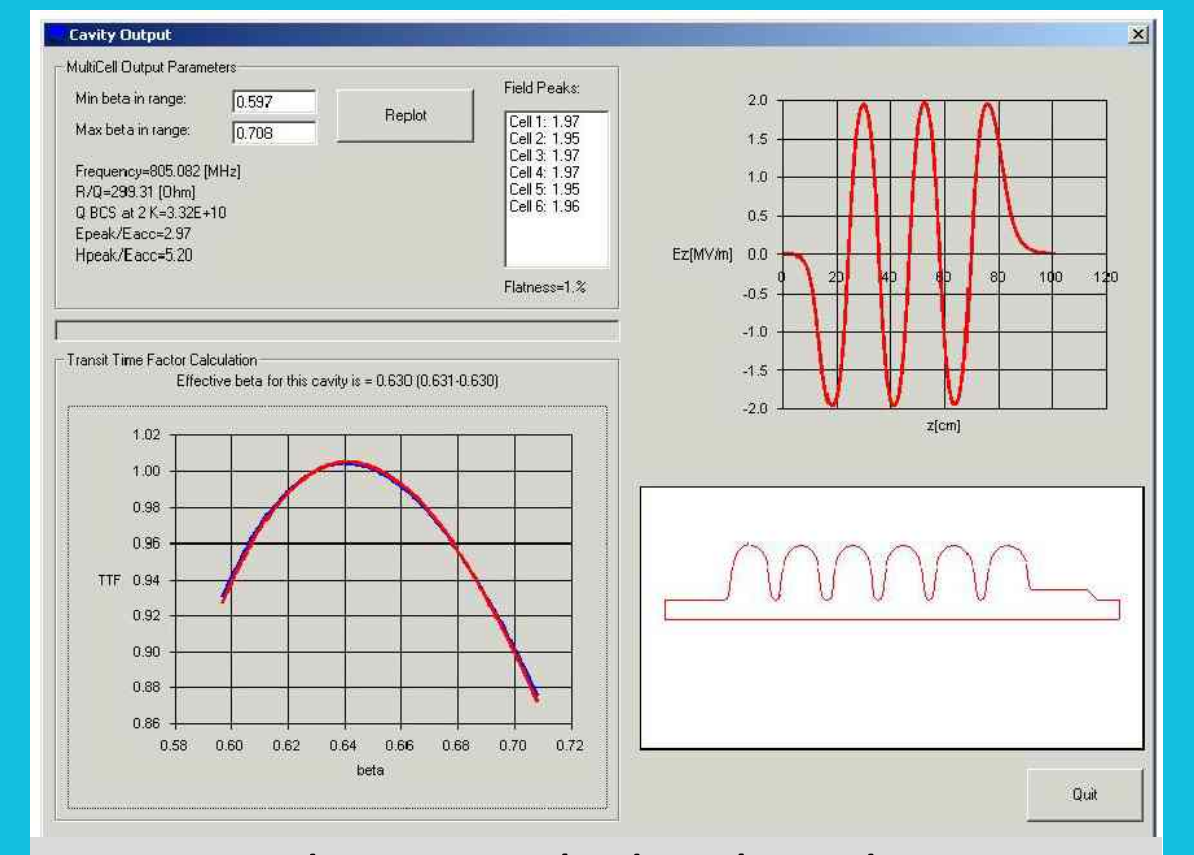 Cavity Output
MultiCell Output Parameters
Min beta in range: 0.597
Max beta in range: 0.708
Replot
Frequency=805.082 [MHz]
R/Q=299.31 [Ohm]
Q BCS at 2 K=3.32E+10
Epeak/Eacc=2.97
Hpeak/Eacc=5.20
Field Peaks:
Cell 1: 1.97
Cell 2: 1.95
Cell 3: 1.97
Cell 4: 1.97
Cell 5: 1.95
Cell 6: 1.96
Flatness=1.%
Transit Time Factor Calculation
Effective beta for this cavity is = 0.630 (0.631-0.630)
1.02
1.00
0.98
0.96
TTF 0.94
0.92
0.90
0.88
0.86
0.58 0.60 0.62 0.64 0.66 0.68 0.70 0.72
beta
2.0
1.5
1.0
0.5
Ez[MV/m] 0.0
0 20 40 60 80 100 120
-0.5
-1.0
-1.5
-2.0
z[cm]
Quit